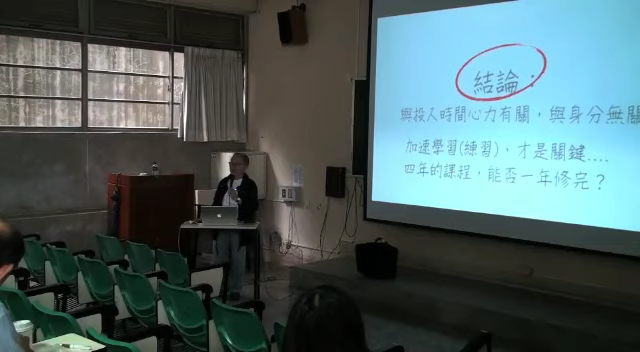 結論：
與投入時間心力有關，與身分無關
加速學習(練習)，才是關鍵....
四年的課程，能否一年修完？